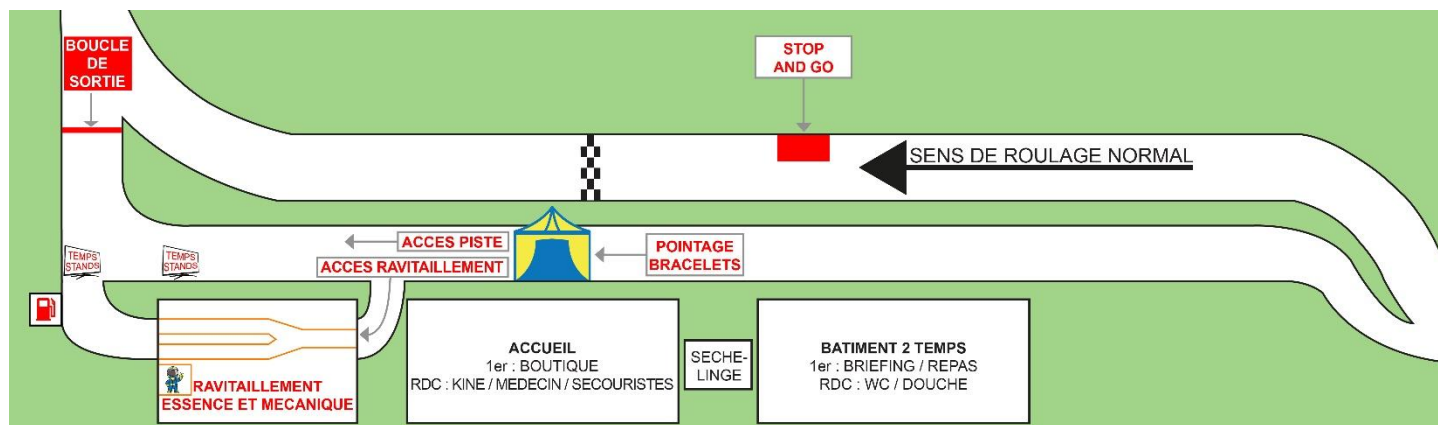 BOUCLE
DE
SORTIE
STOP
AND GO
SENS DE ROULAGE NORMAL
ACCES PISTE
ACCES RAVITAILLEMENT
POINTAGE
BRACELETS
TEMPS
STANDS
TEMPS
STANDS
RAVITAILLEMENT
ESSENCE ET MECANIQUE
ACCUEIL
1er : BOUTIQUE
RDC : KINE / MEDECIN / SECOURISTES
SECHE-
LINGE
BATIMENT 2 TEMPS
1er : BRIEFING / REPAS
RDC : WC / DOUCHE